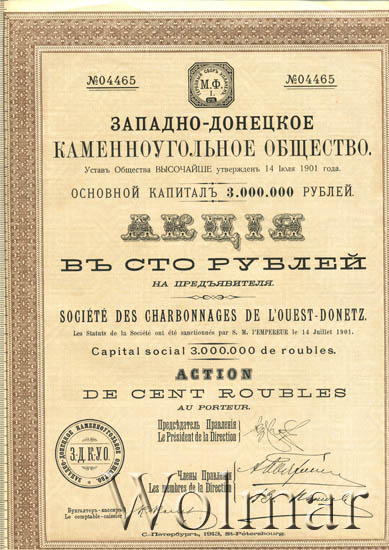 №04465
М.Ф.
I.
№04465
ЗАПАДНО-ДОНЕЦКОЕ
КАМЕННОУГОЛЬНОЕ ОБЩЕСТВО.
Уставъ Общества ВЫСОЧАЙШЕ утвержденъ 14 Іюля 1901 года.
ОСНОВНОЙ КАПИТАЛЪ 3.000.000 РУБЛЕЙ.
АКЦІЯ
ВЪ СТО РУБЛЕЙ
НА ПРЕДЪЯВИТЕЛЯ.
SOCIÉTÉ DES CHARBONNAGES DE L'OUEST-DONETZ.
Les Statuts de la Société ont été sanctionnés par S. M. l'EMPEREUR le 14 Juillet 1901.
Capital social 3.000.000 de roubles.
ACTION
DE CENT ROUBLES
AU PORTEUR.
ЗАПАДНО-ДОНЕЦКОЕ КАМЕННОУГОЛЬНОЕ ОБЩЕСТВО
З.Д.К.У.О.
Предсѣдатель Правленія
Le Président de la Direction
Члены Правленія
Les membres de la Direction
Бухгалтеръ-кассиръ
Le comptable-caissier
Wolmar
С.-Петербургъ, 1913, St-Pétersbourg.